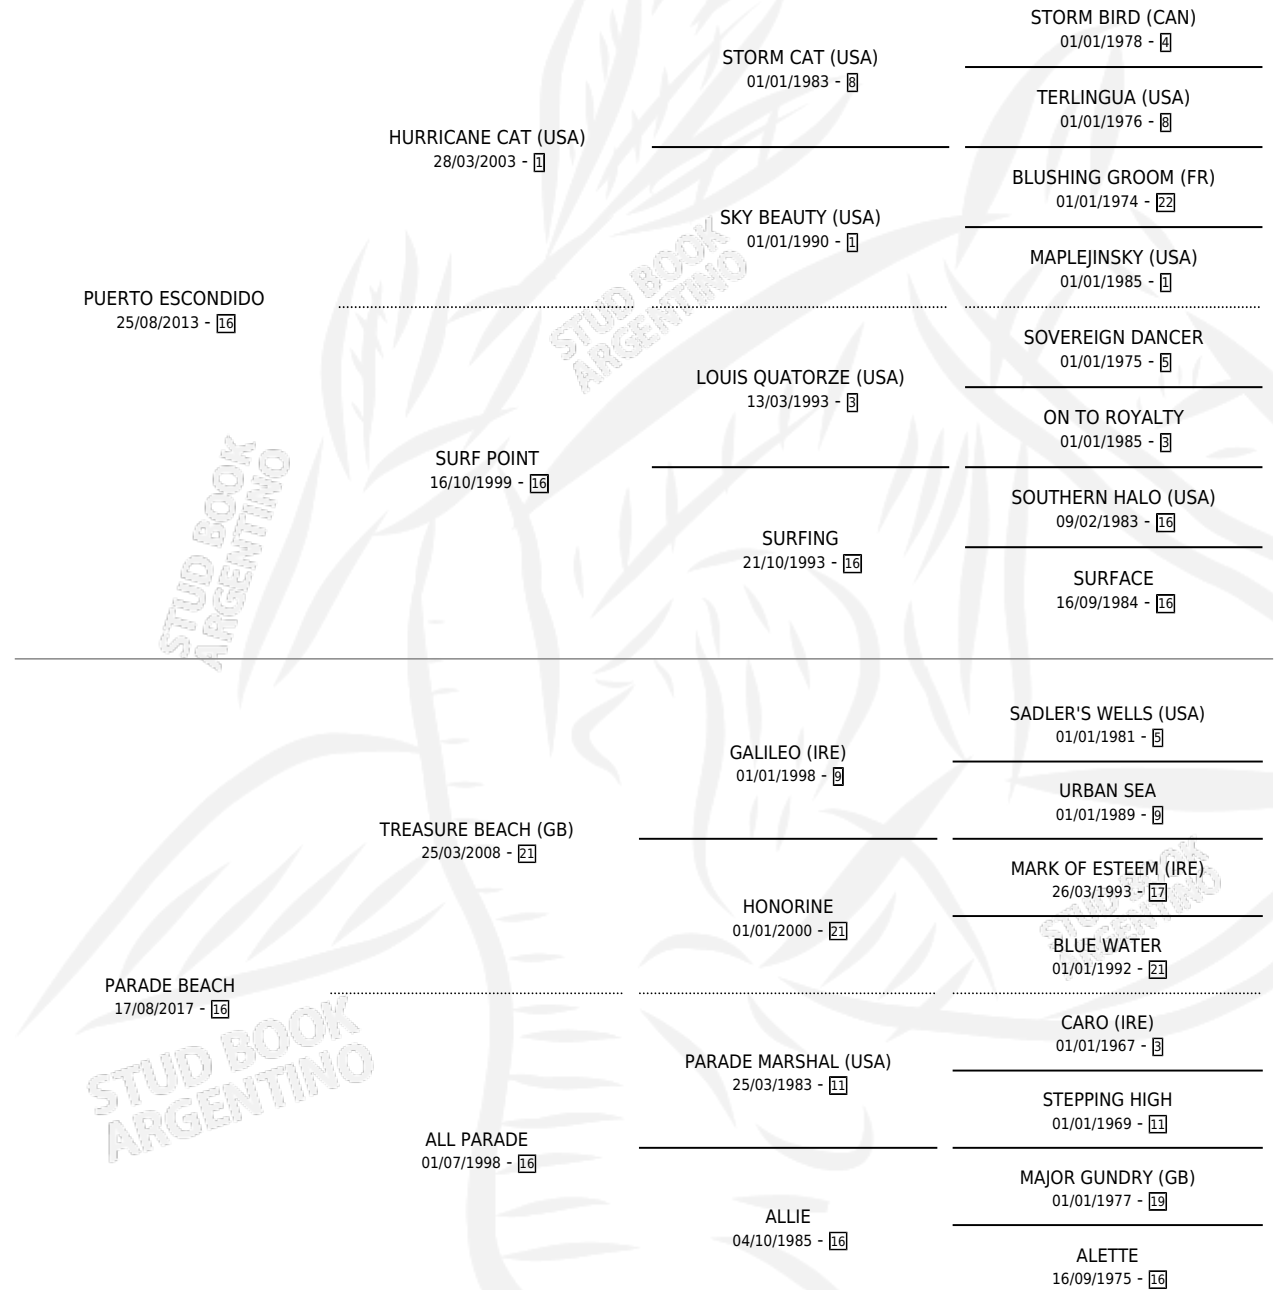 STORM BIRD (CAN)
01/01/1978 - 4
STORM CAT (USA)
01/01/1983 - 8
TERLINGUA (USA)
01/01/1976 - 8
HURRICANE CAT (USA)
28/03/2003 - 1
BLUSHING GROOM (FR)
01/01/1974 - 22
SKY BEAUTY (USA)
01/01/1990 - 1
MAPLEJINSKY (USA)
01/01/1985 - 1
PUERTO ESCONDIDO
25/08/2013 - 16
STUD BOOK
ARGENTINO
SOVEREIGN DANCER
01/01/1975 - 5
LOUIS QUATORZE (USA)
13/03/1993 - 3
ON TO ROYALTY
01/01/1985 - 3
SURF POINT
16/10/1999 - 16
SOUTHERN HALO (USA)
09/02/1983 - 16
SURFING
21/10/1993 - 16
SURFACE
16/09/1984 - 16
STUD BOOK
ARGENTINO
SADLER'S WELLS (USA)
01/01/1981 - 5
GALILEO (IRE)
01/01/1998 - 9
URBAN SEA
01/01/1989 - 9
TREASURE BEACH (GB)
25/03/2008 - 21
MARK OF ESTEEM (IRE)
26/03/1993 - 17
HONORINE
01/01/2000 - 21
STUD BOOK
ARGENTINO
BLUE WATER
01/01/1992 - 21
PARADE BEACH
17/08/2017 - 16
CARO (IRE)
01/01/1967 - 3
STUD BOOK
ARGENTINO
PARADE MARSHAL (USA)
25/03/1983 - 11
STEPPING HIGH
01/01/1969 - 11
ALL PARADE
01/07/1998 - 16
MAJOR GUNDRY (GB)
01/01/1977 - 19
ALLIE
04/10/1985 - 16
ALETTE
16/09/1975 - 16